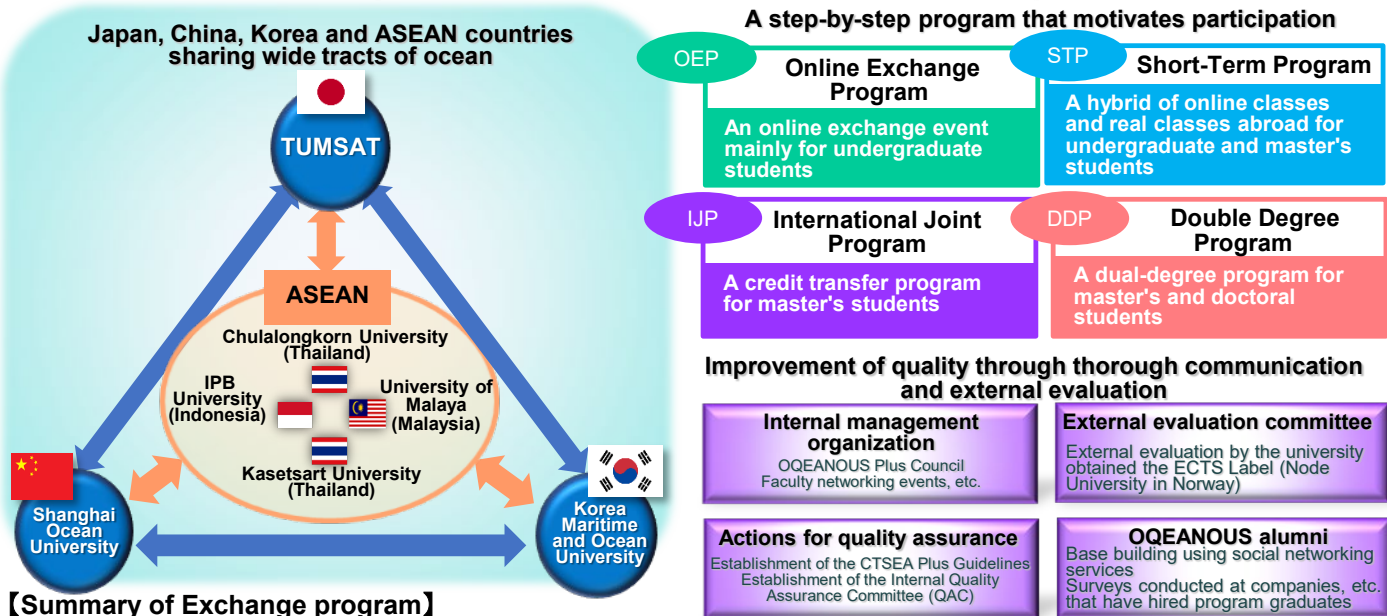 Japan, China, Korea and ASEAN countries
sharing wide tracts of ocean
TUMSAT
ASEAN
Chulalongkorn University
(Thailand)
IPB
University
(Indonesia)
University of
Malaya
(Malaysia)
Kasetsart University
(Thailand)
Shanghai
Ocean
University
Korea
Maritime
and Ocean
University
【Summary of Exchange program】
A step-by-step program that motivates participation
OEP
Online Exchange
Program
An online exchange event
mainly for undergraduate
students
STP
Short-Term Program
A hybrid of online classes
and real classes abroad for
undergraduate and master's
students
IJP
International Joint
Program
A credit transfer program
for master's students
DDP
Double Degree
Program
A dual-degree program for
master's and doctoral
students
Improvement of quality through thorough communication
and external evaluation
Internal management
organization
OQEANOUS Plus Council
Faculty networking events, etc.
External evaluation committee
External evaluation by the university
obtained the ECTS Label (Node
University in Norway)
Actions for quality assurance
Establishment of the CTSEA Plus Guidelines
Establishment of the Internal Quality
Assurance Committee (QAC)
OQEANOUS alumni
Base building using social networking
services
Surveys conducted at companies, etc.
that have hired program graduates